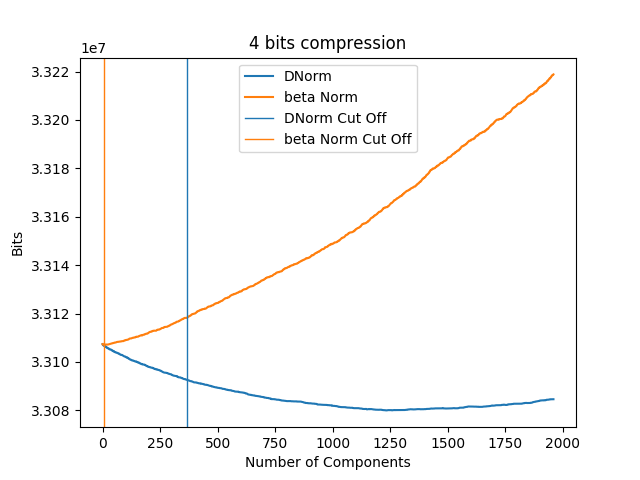 4 bits compression
1e7
3.322
3.320
3.318
3.316
3.314
3.312
3.310
3.308
Bits
DNorm
beta Norm
DNorm Cut Off
beta Norm Cut Off
0 250 500 750 1000 1250 1500 1750 2000
Number of Components